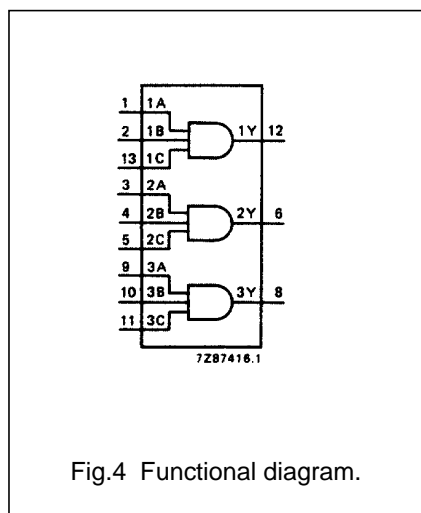 1 1A
2 1B 1Y 12
13 1C
3 2A
4 2B 2Y 6
5 2C
9 3A
10 3B 3Y 8
11 3C
7Z87416.1
Fig.4 Functional diagram.